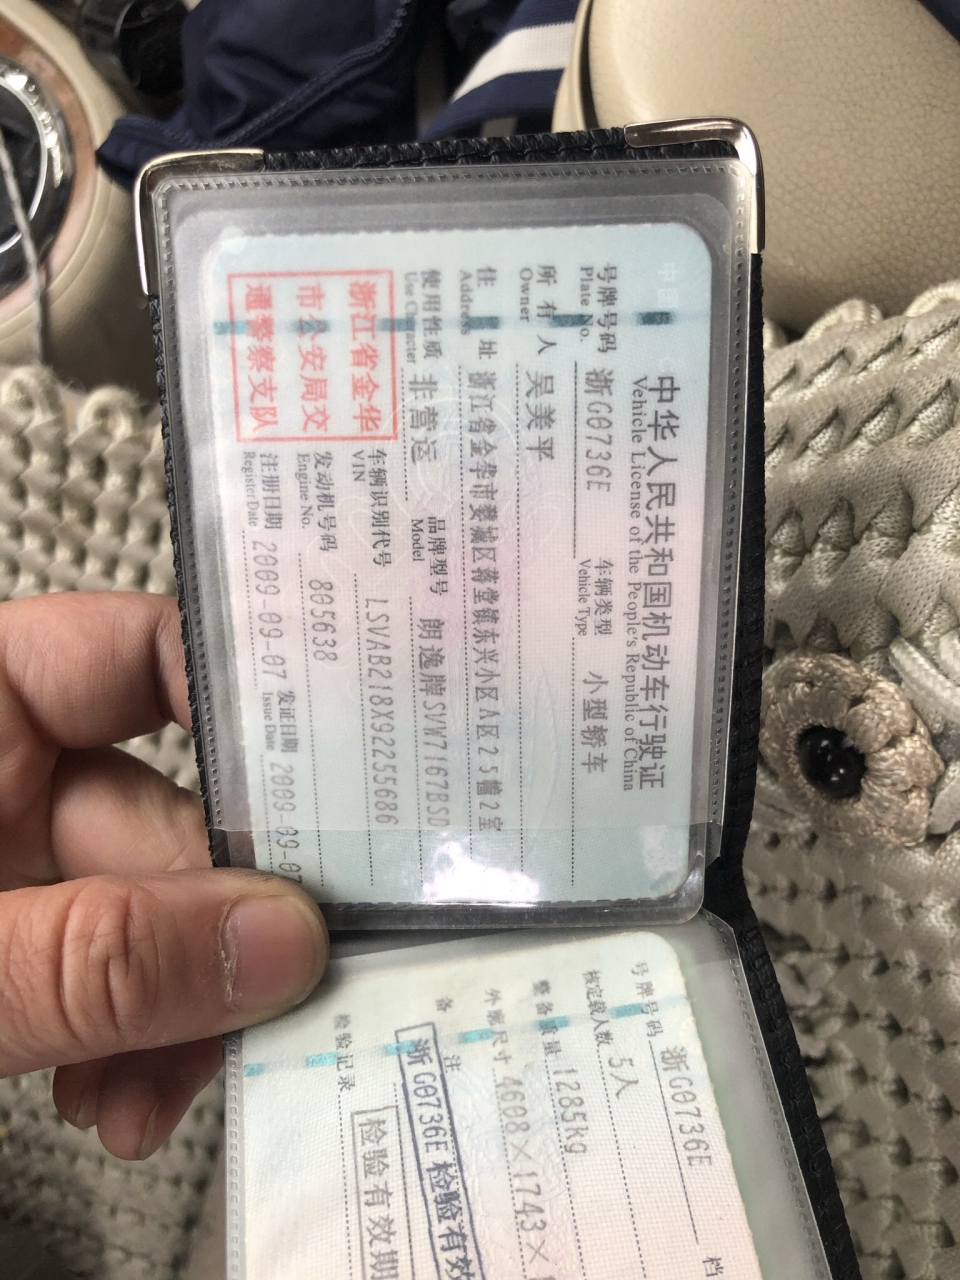 中华人民共和国机动车行驶证
Vehicle License of the People's Republic of China
号牌号码 浙G0736E 车辆类型 小型轿车
Plate No. Vehicle Type
所有人 吴美平
Owner
住址 浙江省金华市婺城区蒋堂镇东兴小区A区25幢2室
Address
使用性质 非营运 品牌型号 朗逸牌SVW7167BSD
Use Character Model
浙江省金华
市公安局交
通警察支队
车辆识别代号 LSVAB218X92255686
VIN
发动机号码 805638
Engine No.
注册日期 2009-09-07 发证日期 2009-09-07
Register Date Issue Date
号牌号码 浙G0736E 档
核定载人数 5人
整备质量 1285kg
外廓尺寸 4608×1743×
备注 浙G0736E 检验有效
检验记录 检验有效期